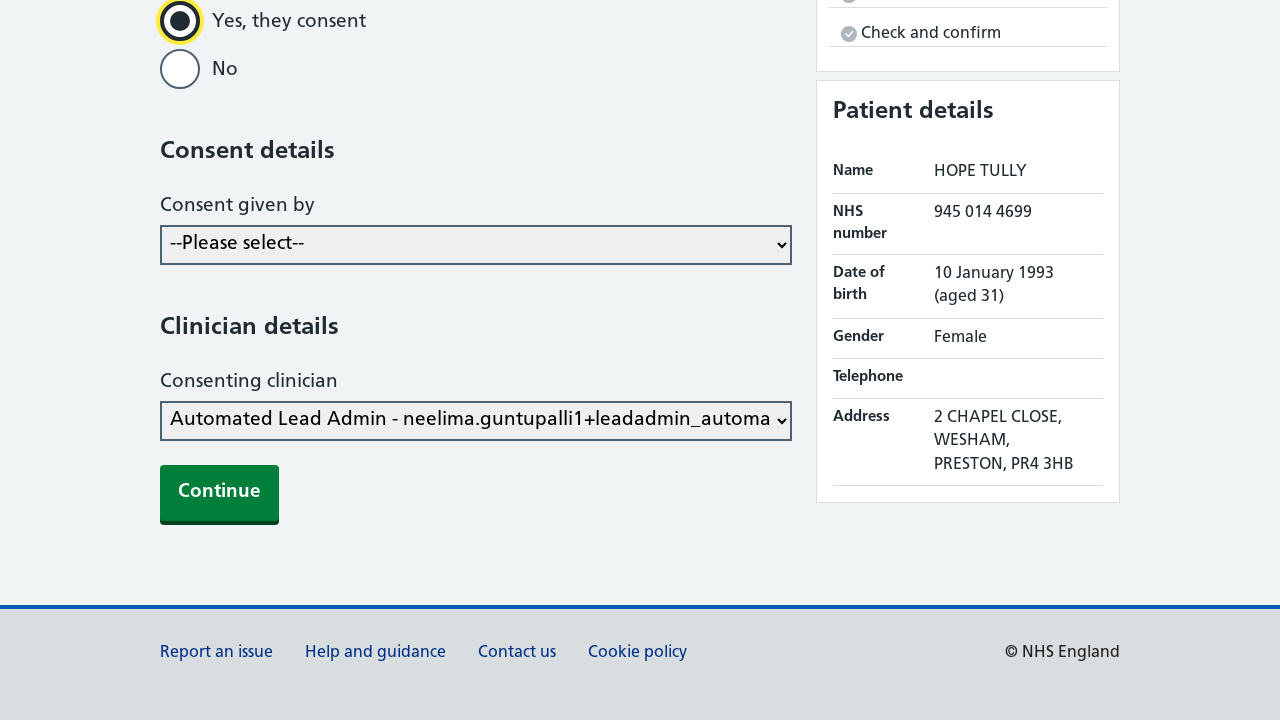 Yes, they consent
No
Consent details
Consent given by
--Please select--
Clinician details
Consenting clinician
Automated Lead Admin - neelima.guntupalli1+leadadmin_automa
Continue
Check and confirm
Patient details
Name HOPE TULLY
NHS number 945 014 4699
Date of birth 10 January 1993 (aged 31)
Gender Female
Telephone
Address 2 CHAPEL CLOSE,
WESHAM,
PRESTON, PR4 3HB
Report an issue Help and guidance Contact us Cookie policy © NHS England